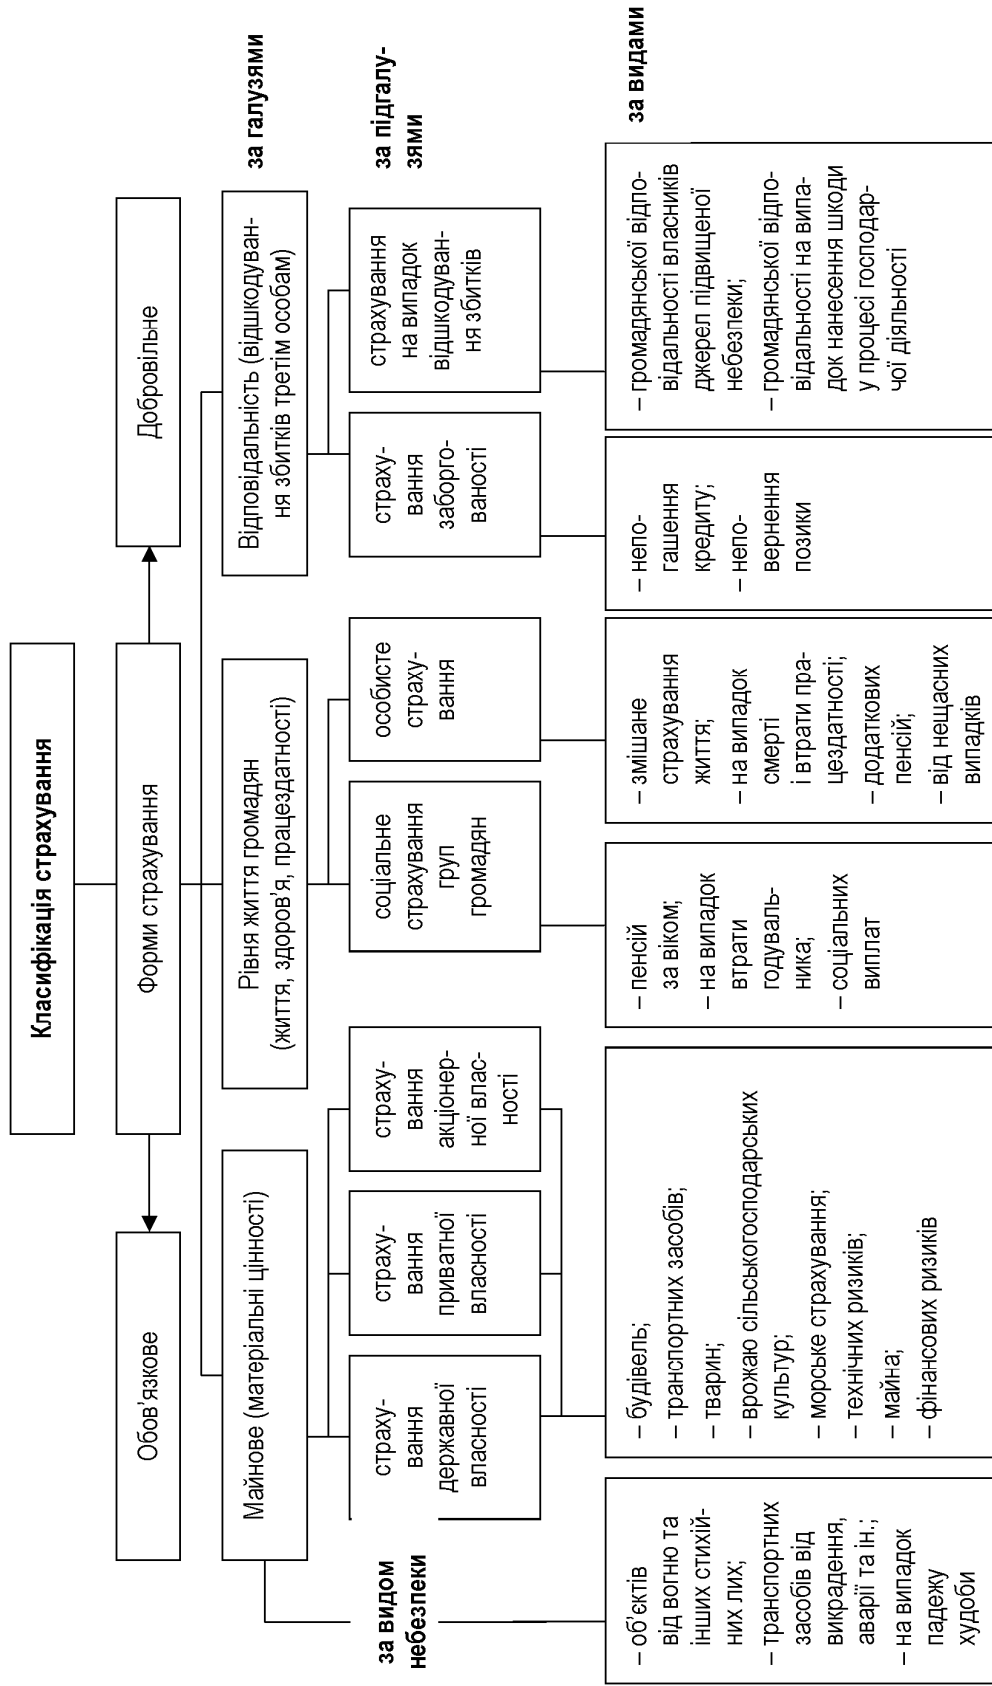 Класифікація страхування
Обов’язкове
Форми страхування
Добровільне
за галузями
Майнове (матеріальні цінності)
Рівня життя громадян
(життя, здоров’я, працездатності)
Відповідальність (відшкодуван-
ня збитків третім особам)
за підгалу-
зями
страху-
вання
державної
власності
страху-
вання
приватної
власності
страху-
вання
акціонер-
ної влас-
ності
соціальне
страхування
груп
громадян
особисте
страху-
вання
страху-
вання
заборго-
ваності
страхування
на випадок
відшкодуван-
ня збитків
за видом
небезпеки
за видами
– об’єктів
від вогню та
інших стихій-
них лих;
– транспортних
засобів від
викрадення,
аварії та ін.;
– на випадок
падежу
худоби
– будівель;
– транспортних засобів;
– тварин;
– врожаю сільськогосподарських
культур;
– морське страхування;
– технічних ризиків;
– майна;
– фінансових ризиків
– пенсій
за віком;
– на випадок
втрати
годуваль-
ника;
– соціальних
виплат
– змішане
страхування
життя;
– на випадок
смерті
і втрати пра-
цездатності;
– додаткових
пенсій;
– від нещасних
випадків
– непо-
гашення
кредиту;
– непо-
вернення
позики
– громадянської відпо-
відальності власників
джерел підвищеної
небезпеки;
– громадянської відпо-
відальності на випа-
док нанесення шкоди
у процесі господар-
чої діяльності